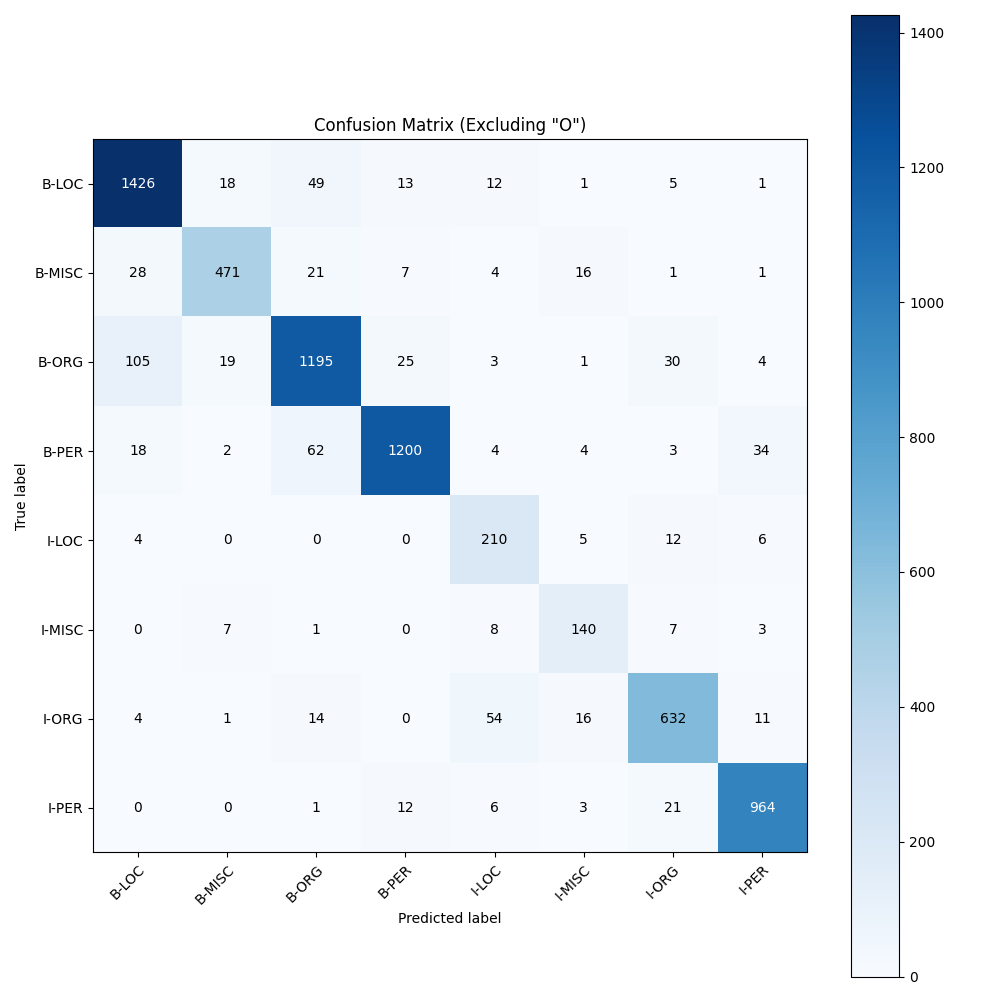 Confusion Matrix (Excluding "O")
B-LOC 1426 18 49 13 12 1 5 1
B-MISC 28 471 21 7 4 16 1 1
B-ORG 105 19 1195 25 3 1 30 4
B-PER 18 2 62 1200 4 4 3 34
I-LOC 4 0 0 0 210 5 12 6
I-MISC 0 7 1 0 8 140 7 3
I-ORG 4 1 14 0 54 16 632 11
I-PER 0 0 1 12 6 3 21 964
B-LOC B-MISC B-ORG B-PER I-LOC I-MISC I-ORG I-PER
Predicted label
True label
1400
1200
1000
800
600
400
200
0